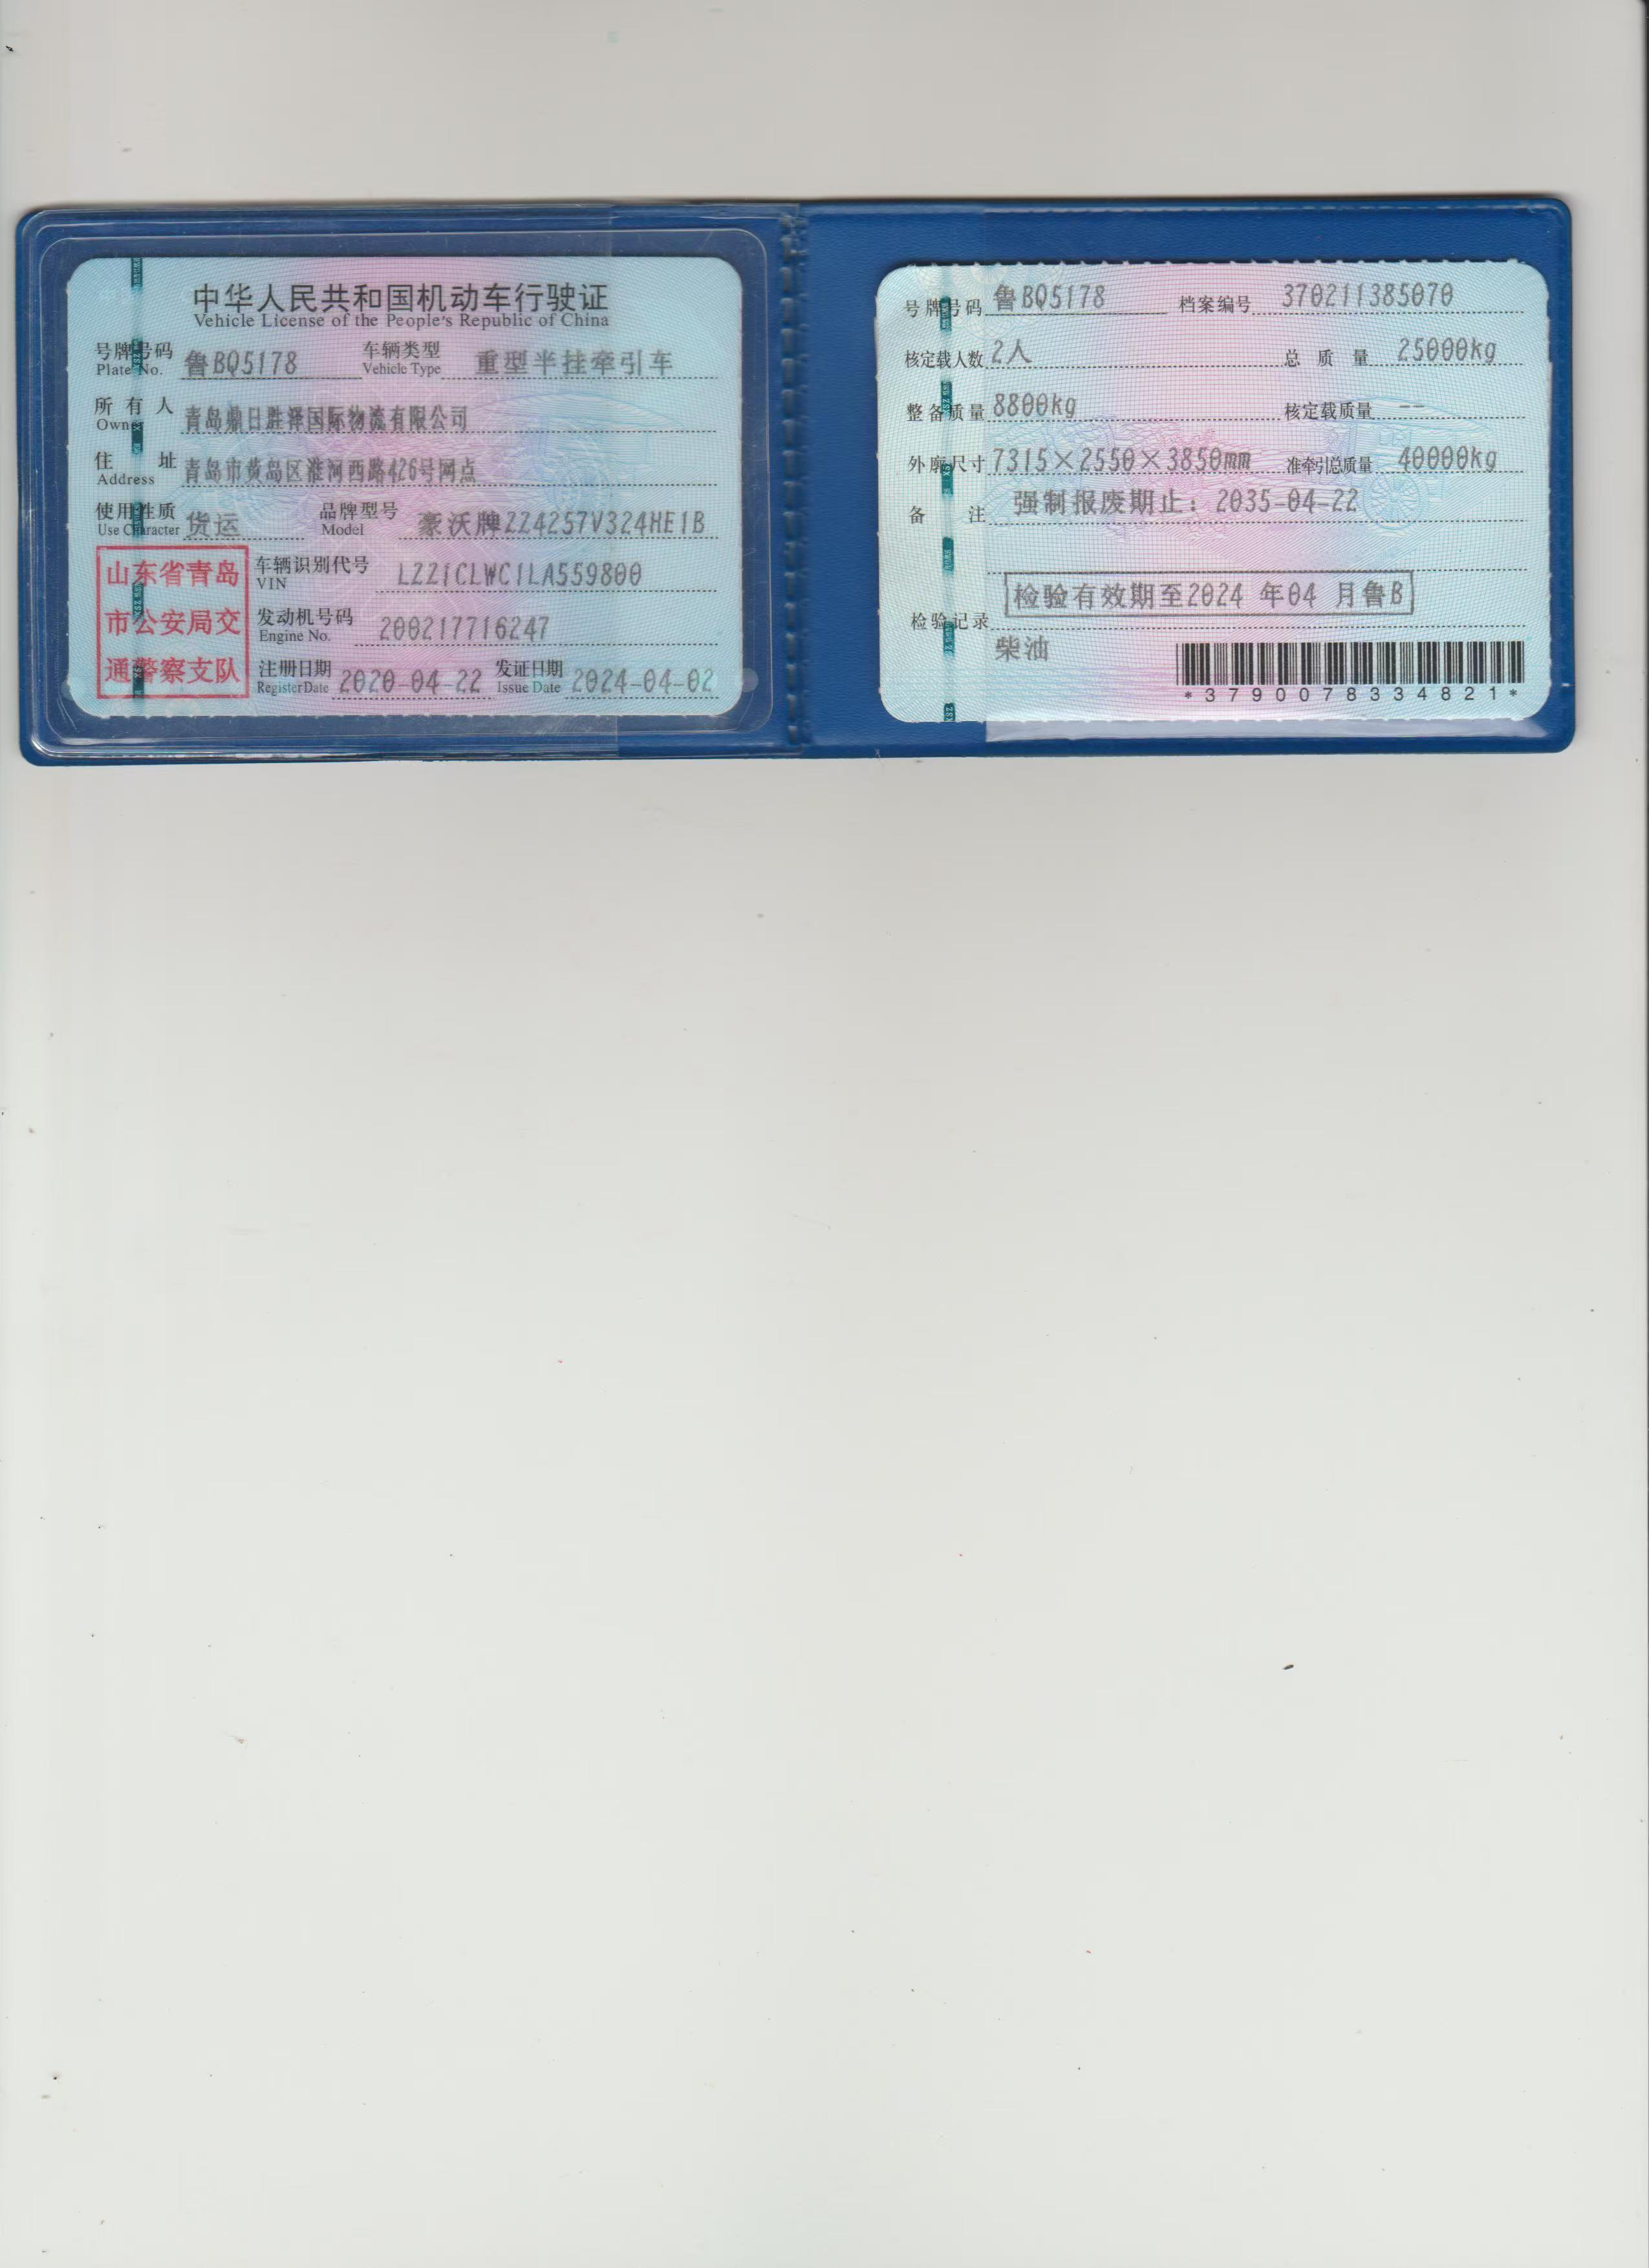 中华人民共和国机动车行驶证
Vehicle License of the People's Republic of China
号牌号码 鲁BQ5178 车辆类型 重型半挂牵引车
Plate No. Vehicle Type
所有人 青岛鼎日胜泽国际物流有限公司
Owner
住址 青岛市黄岛区淮河西路426号网点
Address
使用性质 货运 品牌型号 豪沃牌ZZ4257V324HE1B
Use Character Model
山东省青岛
市公安局交
通警察支队
车辆识别代号 LZZ1CLWC1LA559800
VIN
发动机号码 200217716247
Engine No.
注册日期 2020-04-22 发证日期 2024-04-02
Register Date Issue Date
号牌号码 鲁BQ5178 档案编号 370211385070
核定载人数 2人 总质量 25000kg
整备质量 8800kg 核定载质量 --
外廓尺寸 7315×2550×3850mm 准牵引总质量 40000kg
备注 强制报废期止：2035-04-22
检验有效期至2024 年04 月鲁B
检验记录
柴油
*3790078334821*